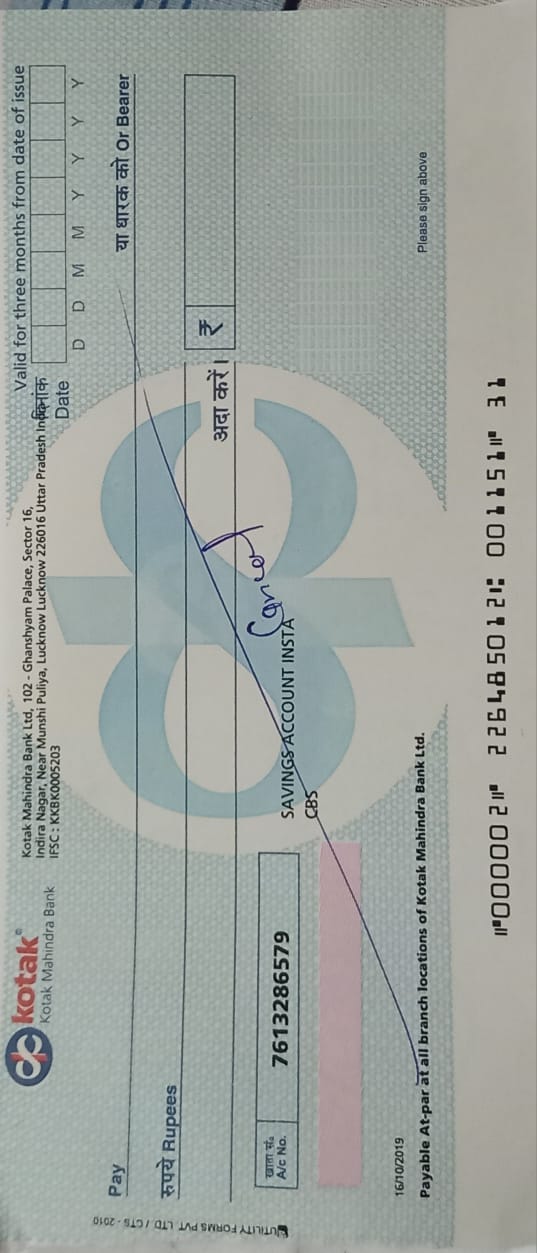 kotak®
Kotak Mahindra Bank
Kotak Mahindra Bank Ltd, 102 - Ghanshyam Palace, Sector 16,
Indira Nagar, Near Munshi Puliya, Lucknow Lucknow 226016 Uttar Pradesh India
IFSC : KKBK0005203
Valid for three months from date of issue
दिनांक
Date
D D M M Y Y Y Y
Pay
या धारक को Or Bearer
रुपये Rupees
अदा करें। ₹
खाता सं.
A/c No.
7613286579
SAVINGS ACCOUNT INSTA
CBS
Cancel
16/10/2019
Payable At-par at all branch locations of Kotak Mahindra Bank Ltd.
Please sign above
UTILITY FORMS PVT. LTD / CTS - 2010
⑈000002⑈ 226485012⑆ 001151⑈ 31